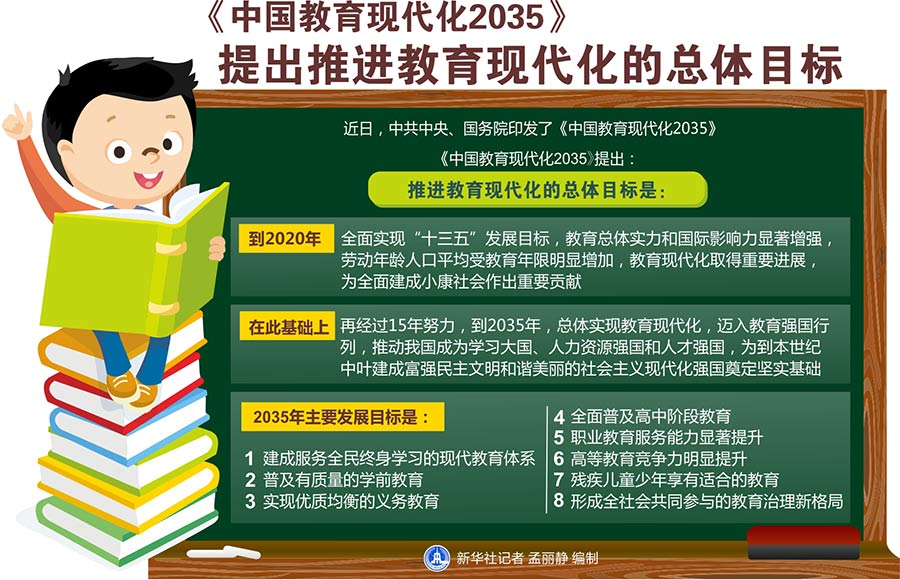 《中国教育现代化2035》
提出推进教育现代化的总体目标
近日，中共中央、国务院印发了《中国教育现代化2035》
《中国教育现代化2035》提出：
推进教育现代化的总体目标是：
到2020年
全面实现“十三五”发展目标，教育总体实力和国际影响力显著增强，
劳动年龄人口平均受教育年限明显增加，教育现代化取得重要进展，
为全面建成小康社会作出重要贡献
在此基础上
再经过15年努力，到2035年，总体实现教育现代化，迈入教育强国行
列，推动我国成为学习大国、人力资源强国和人才强国，为到本世纪
中叶建成富强民主文明和谐美丽的社会主义现代化强国奠定坚实基础
2035年主要发展目标是：
1 建成服务全民终身学习的现代教育体系
2 普及有质量的学前教育
3 实现优质均衡的义务教育
4 全面普及高中阶段教育
5 职业教育服务能力显著提升
6 高等教育竞争力明显提升
7 残疾儿童少年享有适合的教育
8 形成全社会共同参与的教育治理新格局
新华社记者 孟丽静 编制